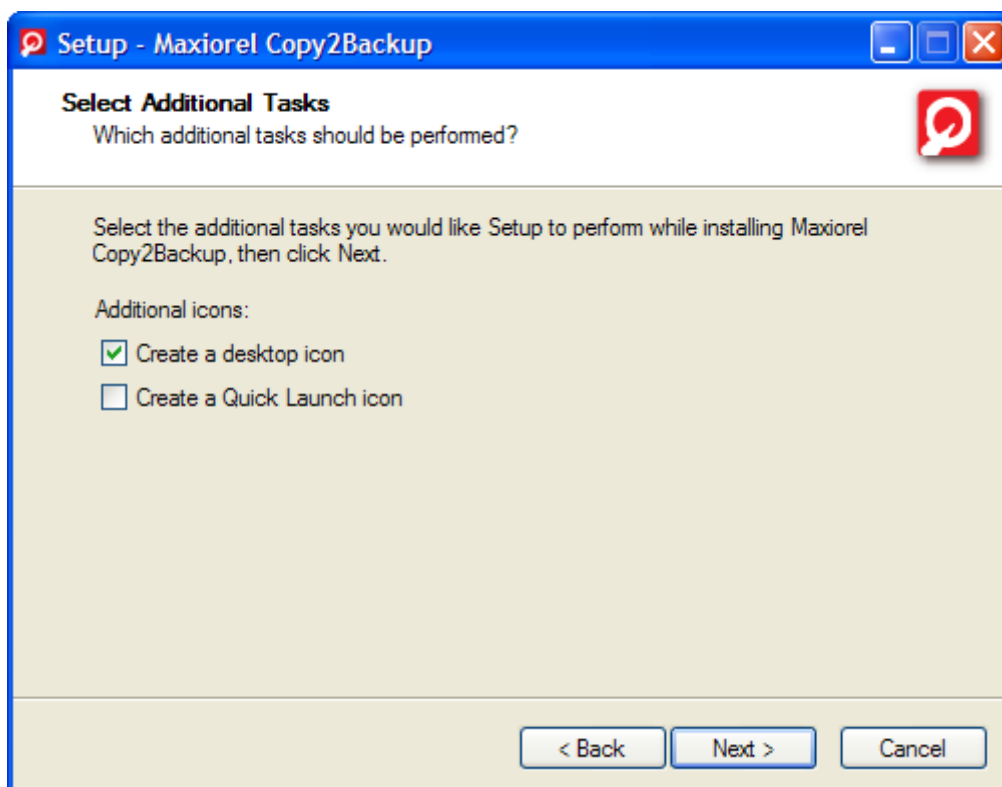 Setup - Maxiorel Copy2Backup
Select Additional Tasks
Which additional tasks should be performed?
Select the additional tasks you would like Setup to perform while installing Maxiorel
Copy2Backup, then click Next.
Additional icons:
Create a desktop icon
Create a Quick Launch icon
< Back
Next >
Cancel